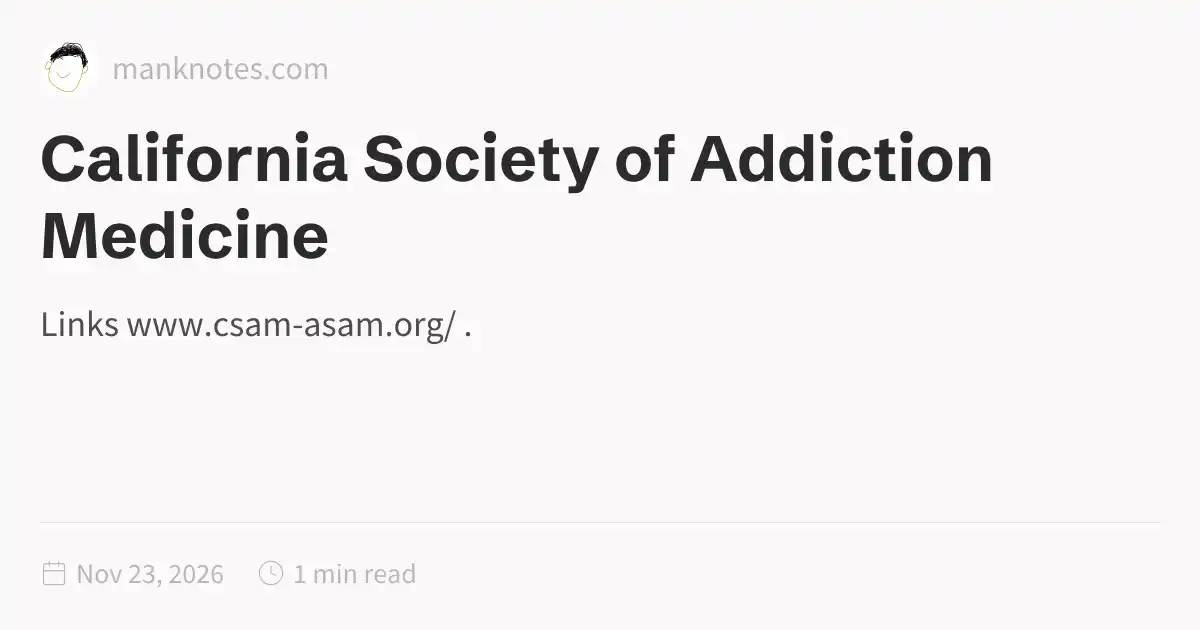 manknotes.com
California Society of Addiction
Medicine
Links www.csam-asam.org/ .
Nov 23, 2026
1 min read